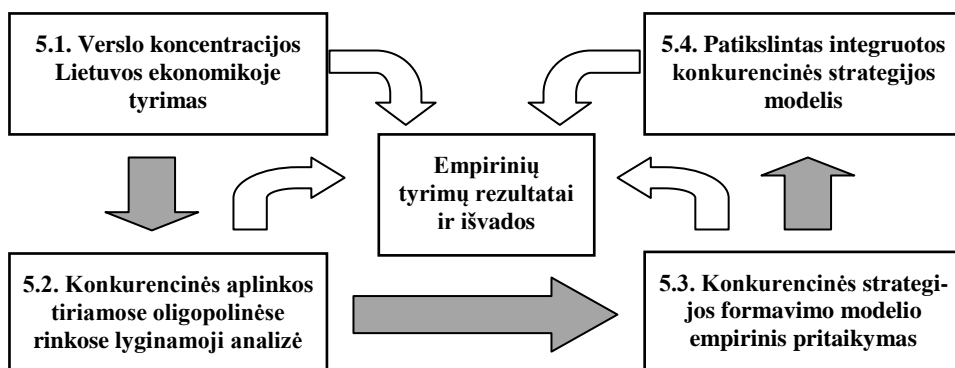 5.1. Verslo koncentracijos
Lietuvos ekonomikoje
tyrimas
5.4. Patikslintas integruotos
konkurencinės strategijos
modelis
Empirinių
tyrimų rezultatai
ir išvados
5.2. Konkurencinės aplinkos
tiriamose oligopolinėse
rinkose lyginamoji analizė
5.3. Konkurencinės strategi-
jos formavimo modelio
empirinis pritaikymas